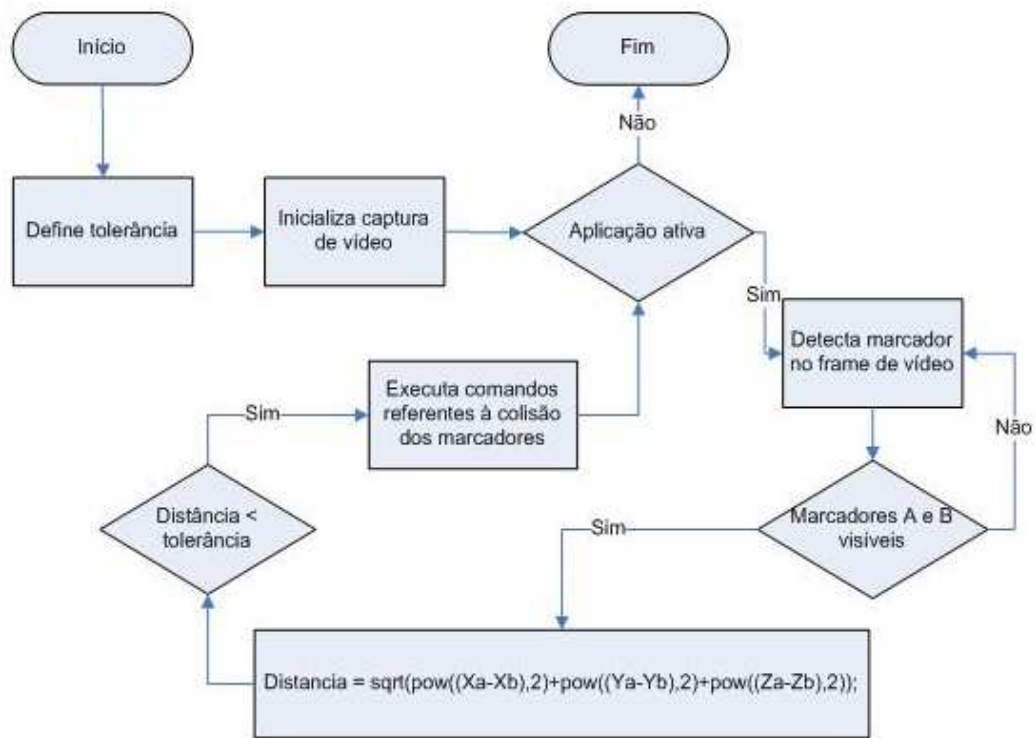 Início
Fim
Não
Define tolerância
Inicializa captura
de vídeo
Aplicação ativa
Sim
Detecta marcador
no frame de vídeo
Executa comandos
referentes à colisão
dos marcadores
Sim
Não
Distância <
tolerância
Sim
Marcadores A e B
visiveis
Distancia = sqrt(pow((Xa-Xb),2)+pow((Ya-Yb),2)+pow((Za-Zb),2));